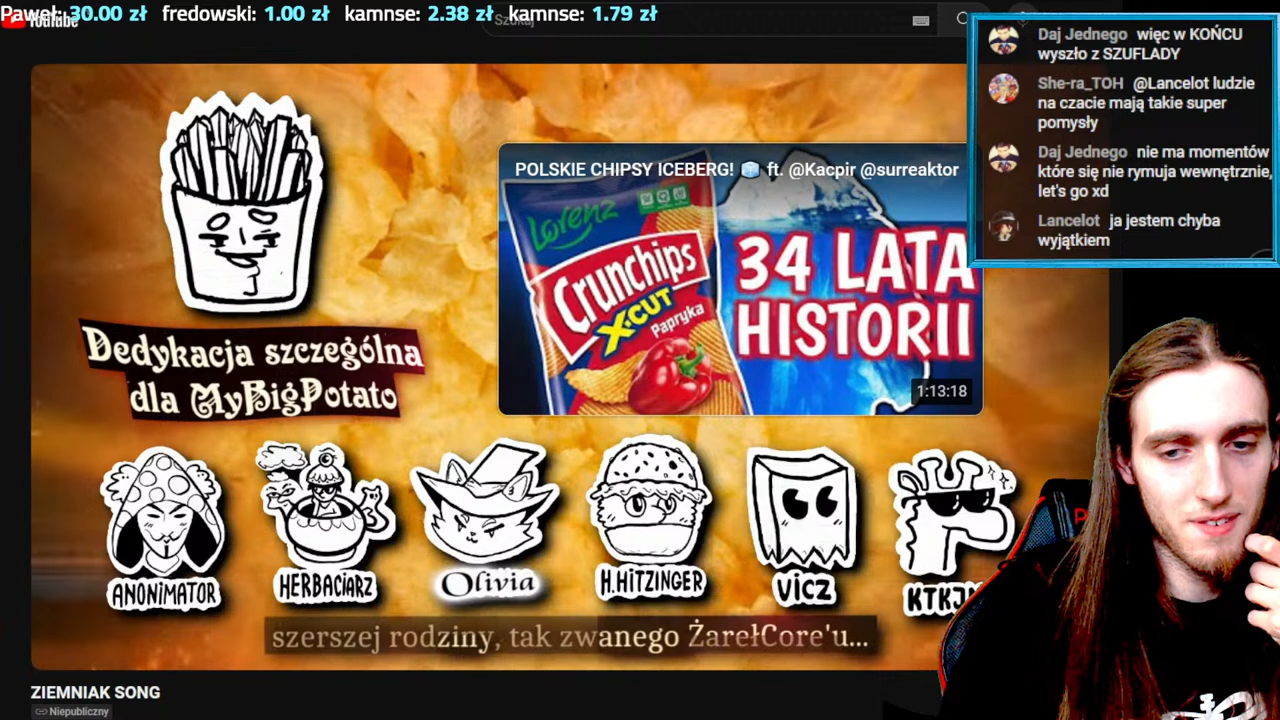 Paweł: 30.00 zł fredowski: 1.00 zł kamnse: 2.38 zł kamnse: 1.79 zł
YouTube
Szukaj
Daj Jednego więc w KOŃCU
wyszło z SZUFLADY
She-ra_TOH @Lancelot ludzie
na czacie mają takie super
pomysły
Daj Jednego nie ma momentów
które się nie rymuja wewnętrznie,
let's go xd
Lancelot ja jestem chyba
wyjątkiem
POLSKIE CHIPSY ICEBERG! 🧊 ft. @Kacpir @surreaktor
Lorenz
Crunchips
X-CUT
Papryka
34 LATA
HISTORII
1:13:18
Dedykacja szczególna
dla MyBigPotato
ANONIMATOR
HERBACIARZ
Olivia
H.HITZINGER
VICZ
szerszej rodziny, tak zwanego ŻarełCore'u...
ZIEMNIAK SONG
Niepubliczny